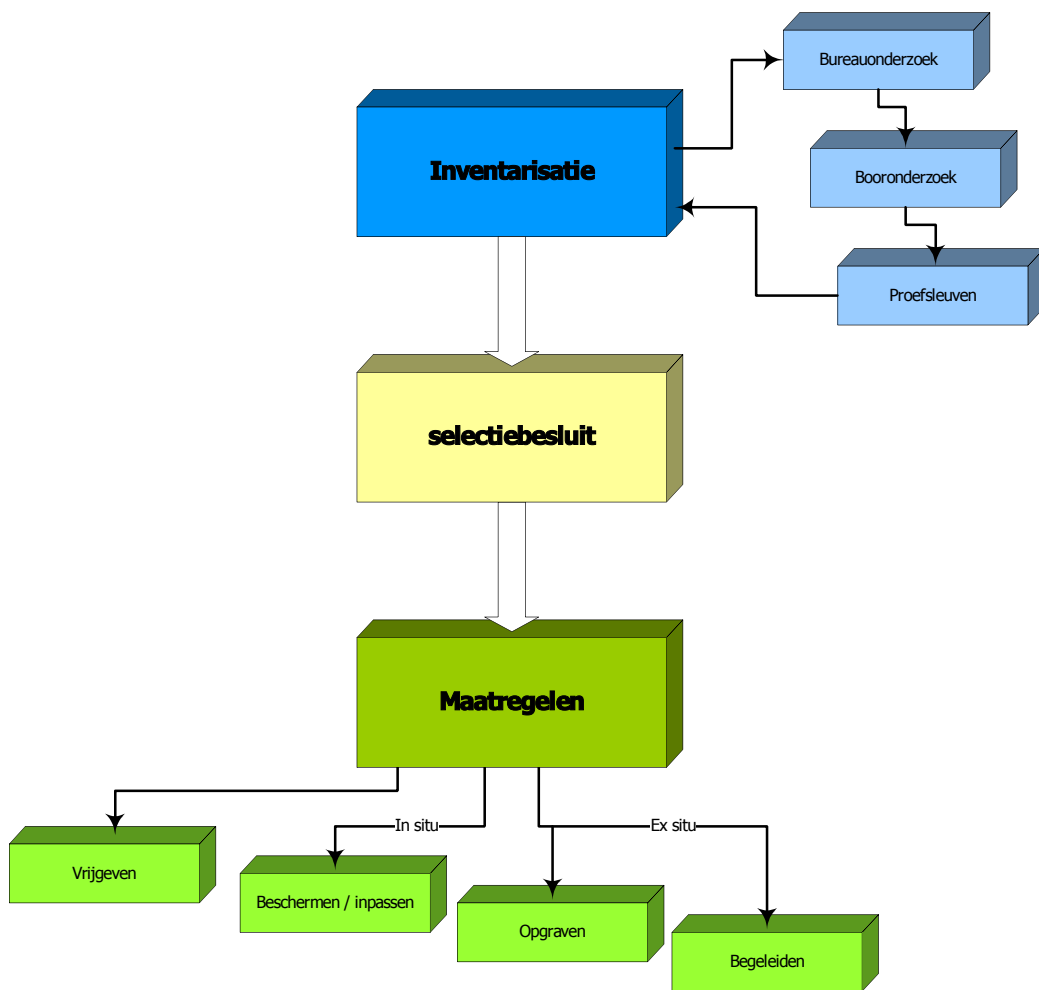 Bureauonderzoek
Inventarisatie
Booronderzoek
Proefsleuven
selectiebesluit
Maatregelen
In situ
Ex situ
Vrijgeven
Beschermen / inpassen
Opgraven
Begeleiden